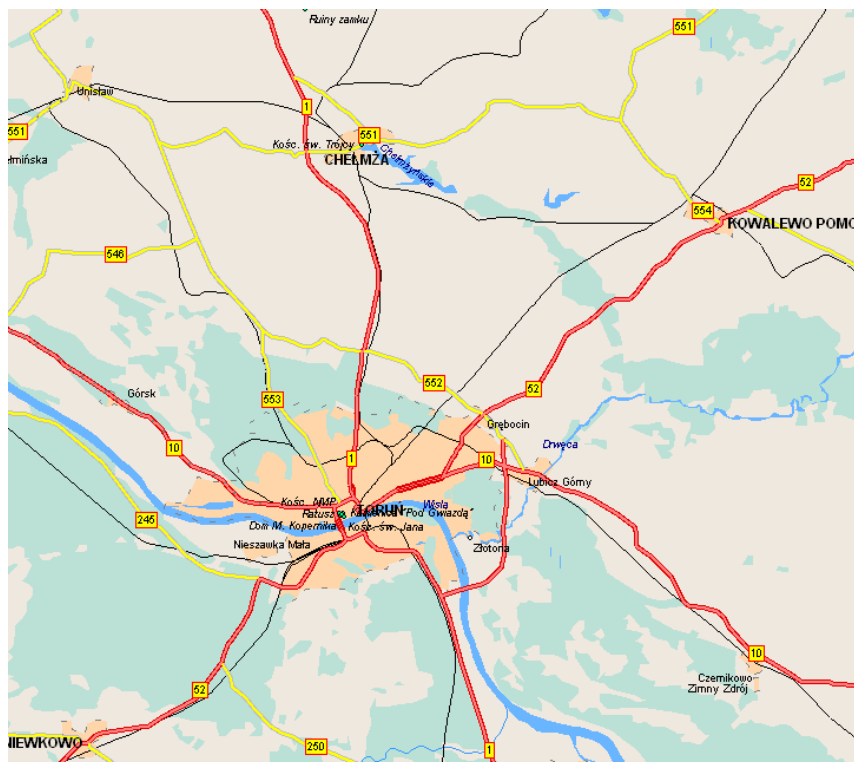 Ruiny zamku
551
Unisław
1
551
551
Kośc. św. Trójcy
CHEŁMŻA
Chełmżyńskie
ełmińska
52
554
KOWALEWO POMO
546
552
52
Górsk
553
Grębocin
10
Drwęca
1
10
Lubicz Górny
Kośc. MMP
Wisła
TORUŃ
Ratusz
"Pod Gwiazdą"
245
Dom M. Kopernika
Kośc. św. Jana
Nieszawka Mała
Złotoria
10
Czernikowo
Zimny Zdrój
52
NIEWKOWO
250
1